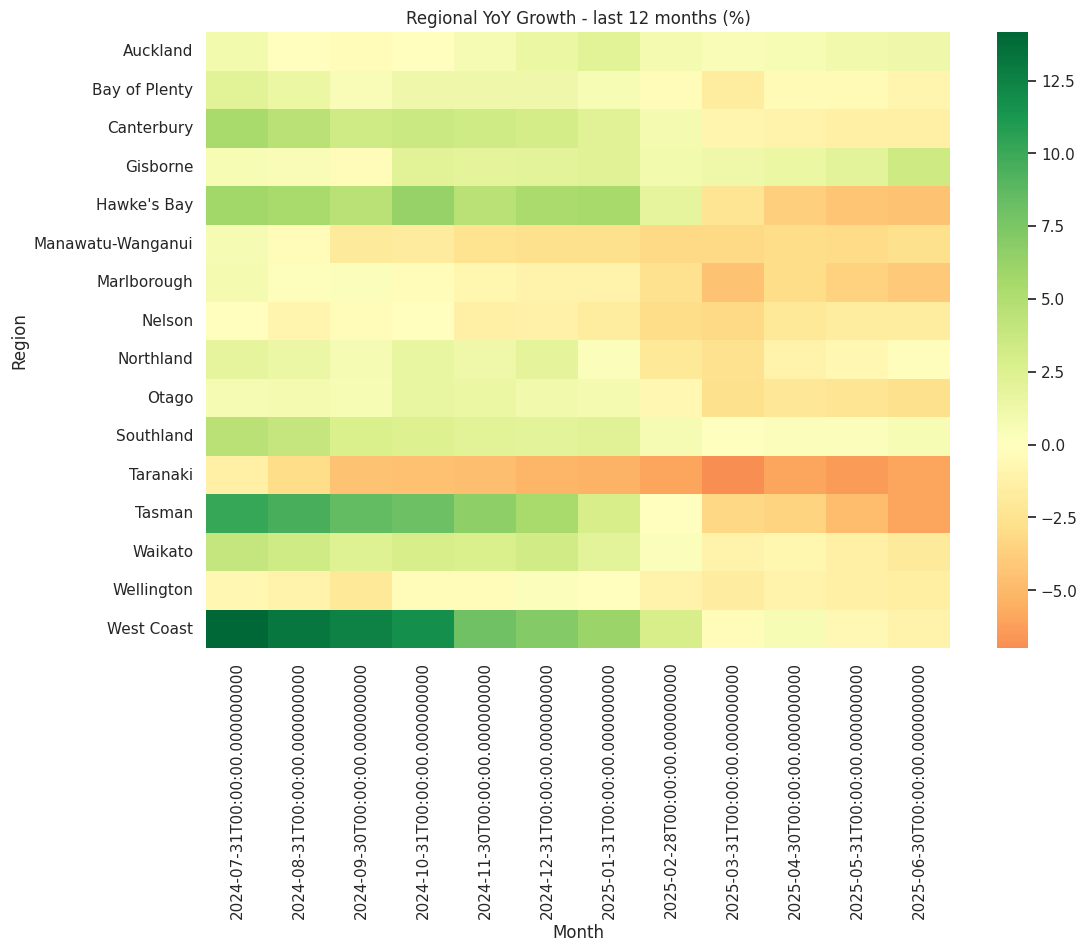 Regional YoY Growth - last 12 months (%)
Auckland
Bay of Plenty
Canterbury
Gisborne
Hawke's Bay
Manawatu-Wanganui
Marlborough
Nelson
Northland
Otago
Southland
Taranaki
Tasman
Waikato
Wellington
West Coast
Region
2024-07-31T00:00:00.000000000
2024-08-31T00:00:00.000000000
2024-09-30T00:00:00.000000000
2024-10-31T00:00:00.000000000
2024-11-30T00:00:00.000000000
2024-12-31T00:00:00.000000000
2025-01-31T00:00:00.000000000
2025-02-28T00:00:00.000000000
2025-03-31T00:00:00.000000000
2025-04-30T00:00:00.000000000
2025-05-31T00:00:00.000000000
2025-06-30T00:00:00.000000000
Month
12.5
10.0
7.5
5.0
2.5
0.0
−2.5
−5.0